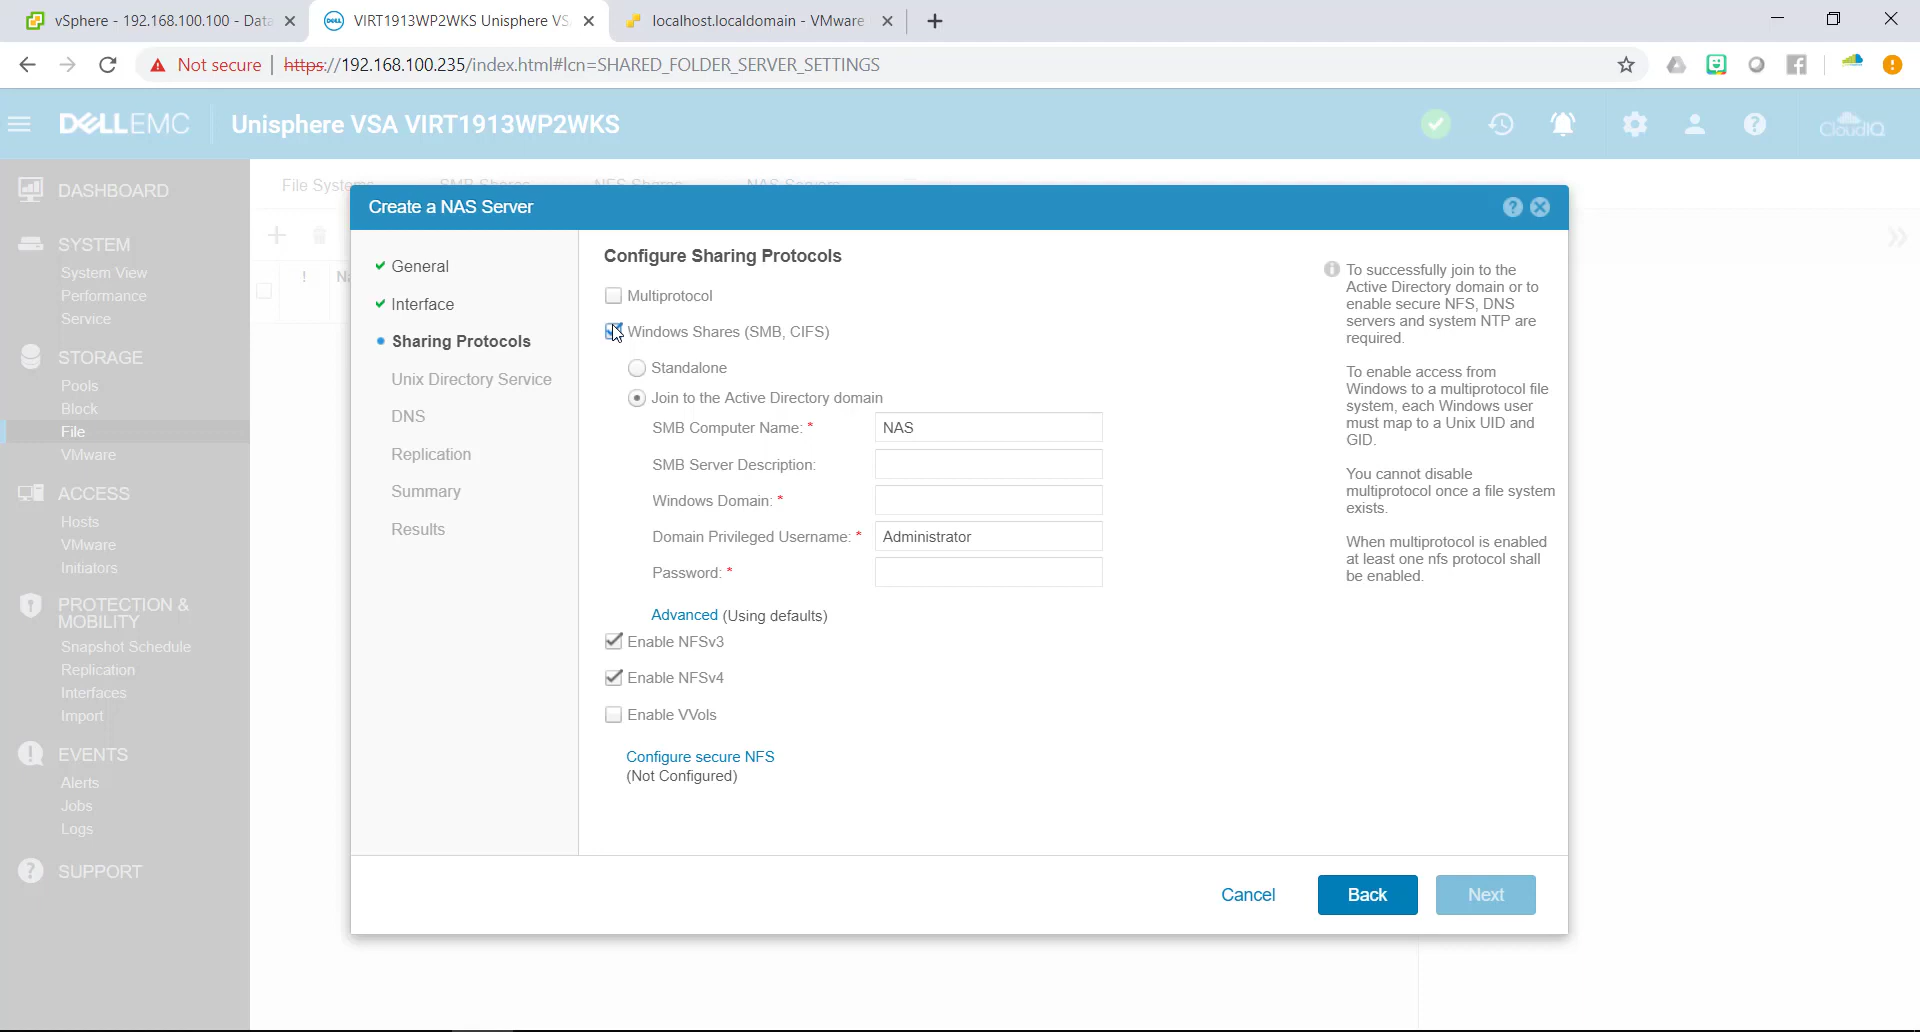 vSphere - 192.168.100.100 - Data
VIRT1913WP2WKS Unisphere VS
localhost.localdomain - VMware
Not secure
https://192.168.100.235/index.html#lcn=SHARED_FOLDER_SERVER_SETTINGS
DELLEMC
Unisphere VSA VIRT1913WP2WKS
CloudIQ
DASHBOARD
SYSTEM
System View
Performance
Service
STORAGE
Pools
Block
File
VMware
ACCESS
Hosts
VMware
Initiators
PROTECTION &
MOBILITY
Snapshot Schedule
Replication
Interfaces
Import
EVENTS
Alerts
Jobs
Logs
SUPPORT
File Systems
SMB Shares
NFS Shares
NAS Servers
! Na
Create a NAS Server
General
Interface
Sharing Protocols
Unix Directory Service
DNS
Replication
Summary
Results
Configure Sharing Protocols
Multiprotocol
Windows Shares (SMB, CIFS)
Standalone
Join to the Active Directory domain
SMB Computer Name: * NAS
SMB Server Description:
Windows Domain: *
Domain Privileged Username: * Administrator
Password: *
Advanced (Using defaults)
Enable NFSv3
Enable NFSv4
Enable VVols
Configure secure NFS
(Not Configured)
To successfully join to the
Active Directory domain or to
enable secure NFS, DNS
servers and system NTP are
required.
To enable access from
Windows to a multiprotocol file
system, each Windows user
must map to a Unix UID and
GID.
You cannot disable
multiprotocol once a file system
exists.
When multiprotocol is enabled
at least one nfs protocol shall
be enabled.
Cancel
Back
Next